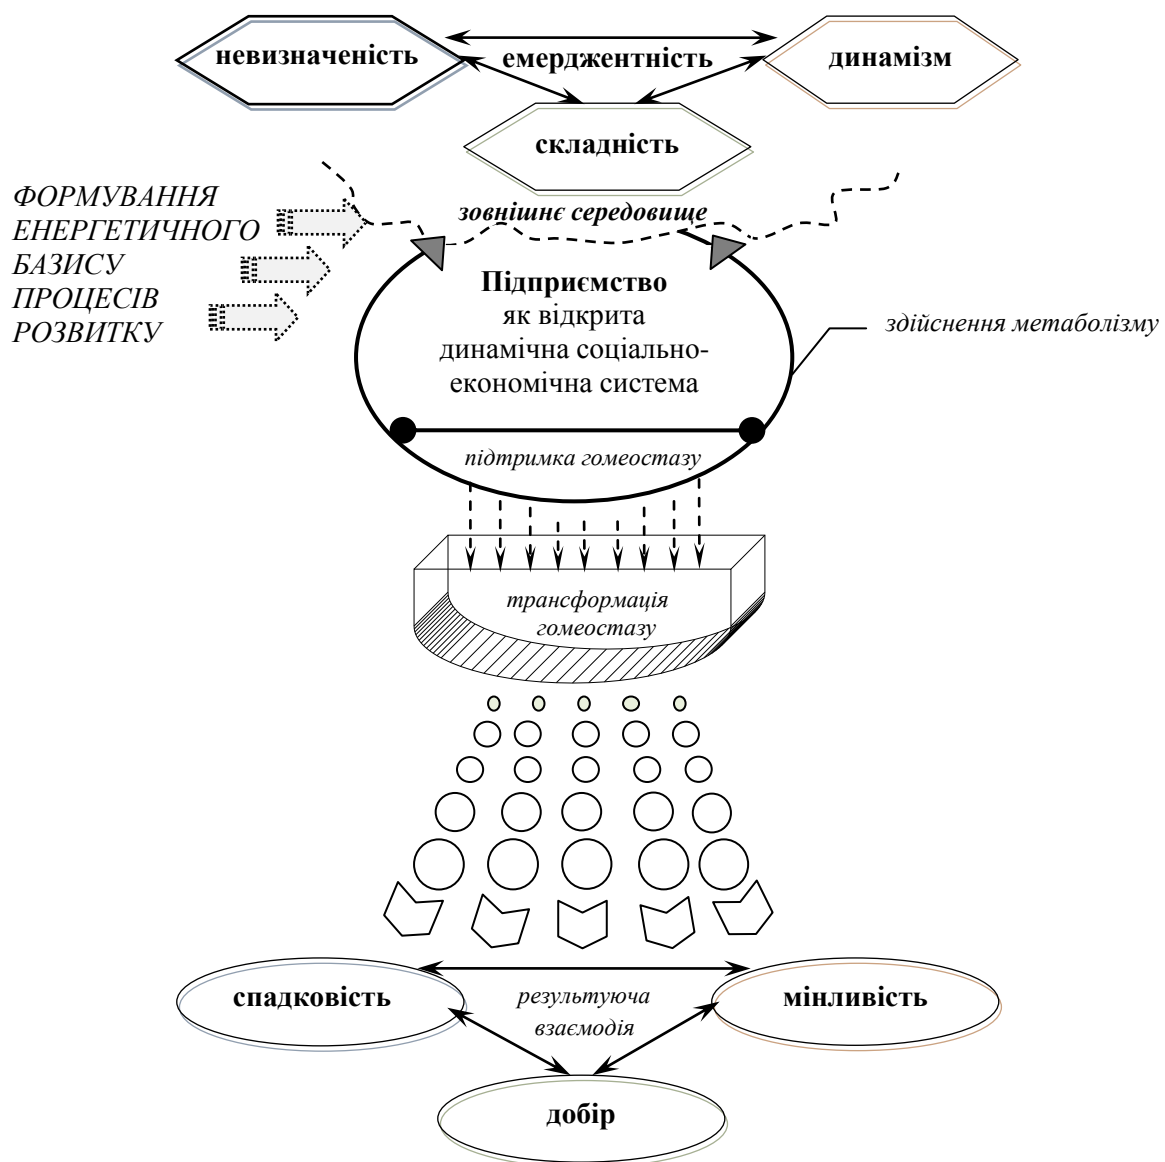 невизначеність
емерджентність
динамізм
складність
зовнішнє середовище
ФОРМУВАННЯ
ЕНЕРГЕТИЧНОГО
БАЗИСУ
ПРОЦЕСІВ
РОЗВИТКУ
Підприємство
як відкрита
динамічна соціально-
економічна система
здійснення метаболізму
підтримка гомеостазу
трансформація
гомеостазу
спадковість
результуюча
взаємодія
мінливість
добір